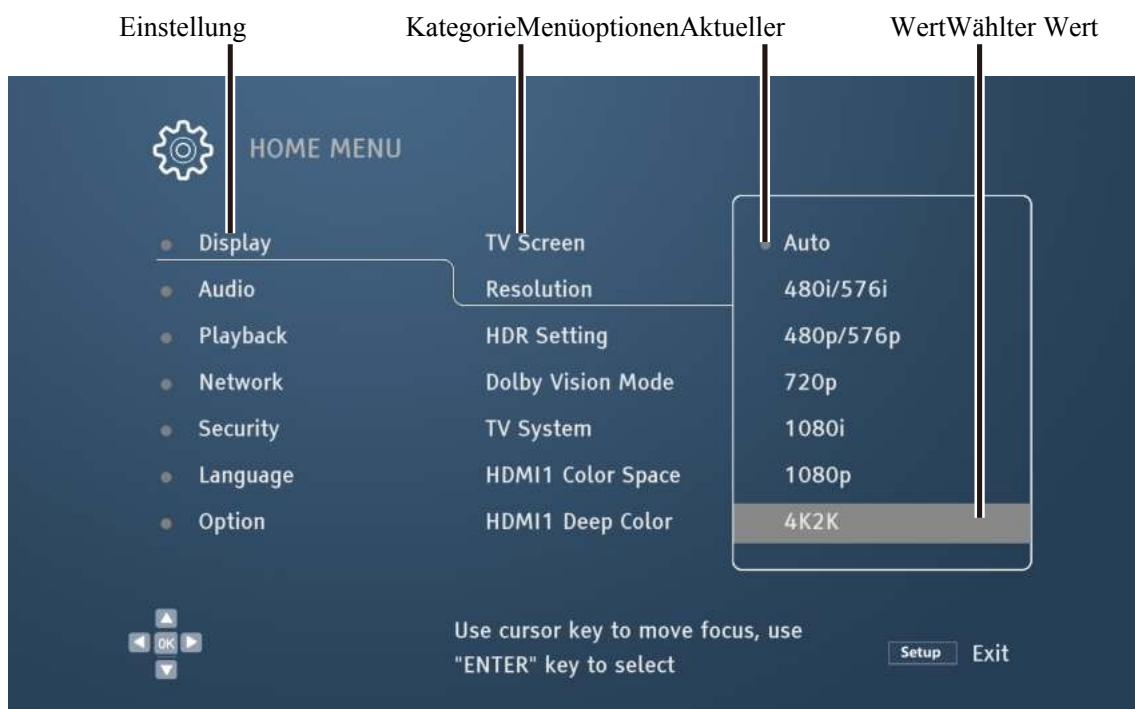 Einstellung KategorieMenüoptionenAktueller WertWählter Wert
HOME MENU
Display TV Screen Auto
Audio Resolution 480i/576i
Playback HDR Setting 480p/576p
Network Dolby Vision Mode 720p
Security TV System 1080i
Language HDMI1 Color Space 1080p
Option HDMI1 Deep Color 4K2K
OK
Use cursor key to move focus, use
"ENTER" key to select
Setup Exit